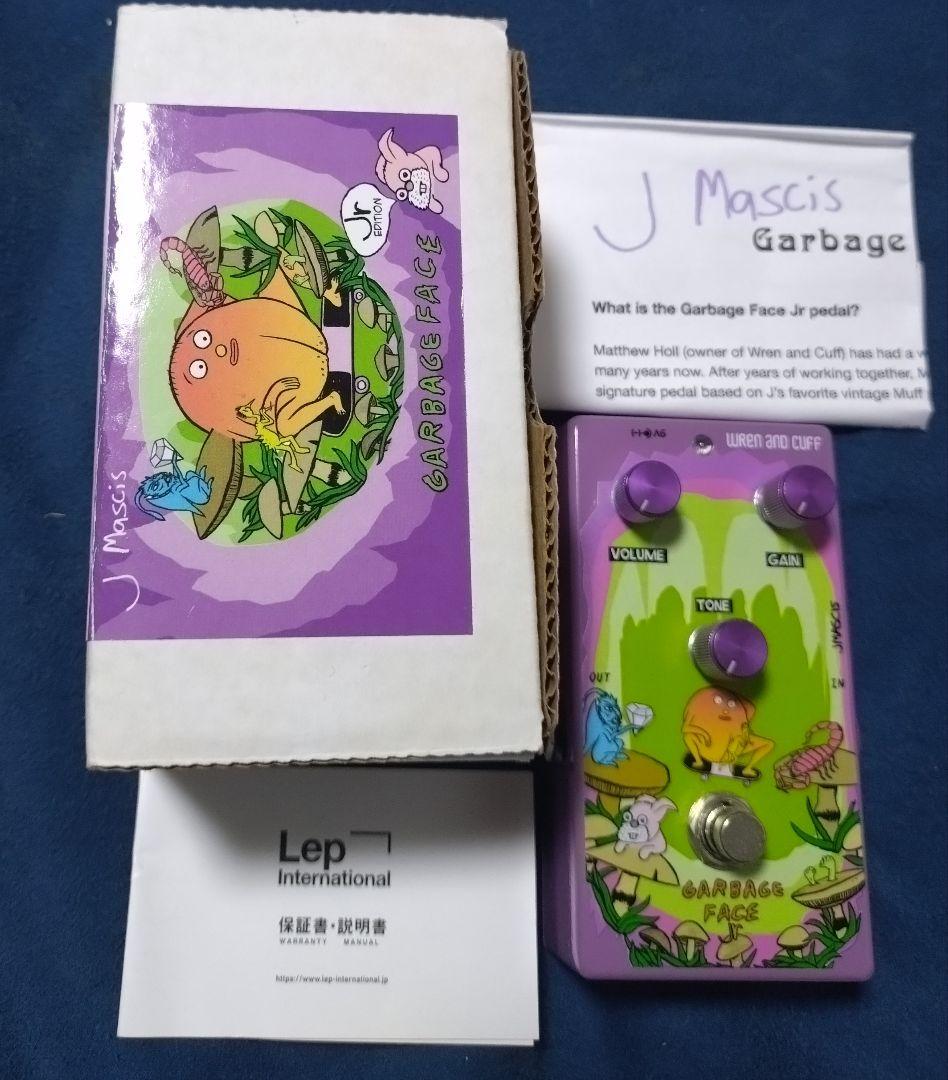 J Mascis
GARBAGE FACE
Jr
EDITION
J Mascis
Garbage
What is the Garbage Face Jr pedal?
Matthew Holl (owner of Wren and Cuff) has had a
many years now. After years of working together,
signature pedal based on J's favorite vintage Muff
9V
WREN AND CUFF
VOLUME
GAIN
TONE
JMASCIS
OUT
IN
GARBAGE
FACE
Jr
Lep
International
保証書・説明書
WARRANTY MANUAL
https://www.lep-international.jp